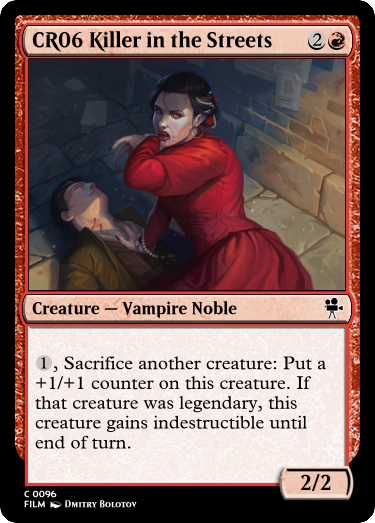 CR06 Killer in the Streets 2
Creature — Vampire Noble
1, Sacrifice another creature: Put a
+1/+1 counter on this creature. If
that creature was legendary, this
creature gains indestructible until
end of turn.
2/2
C 0096
FILM Dmitry Bolotov